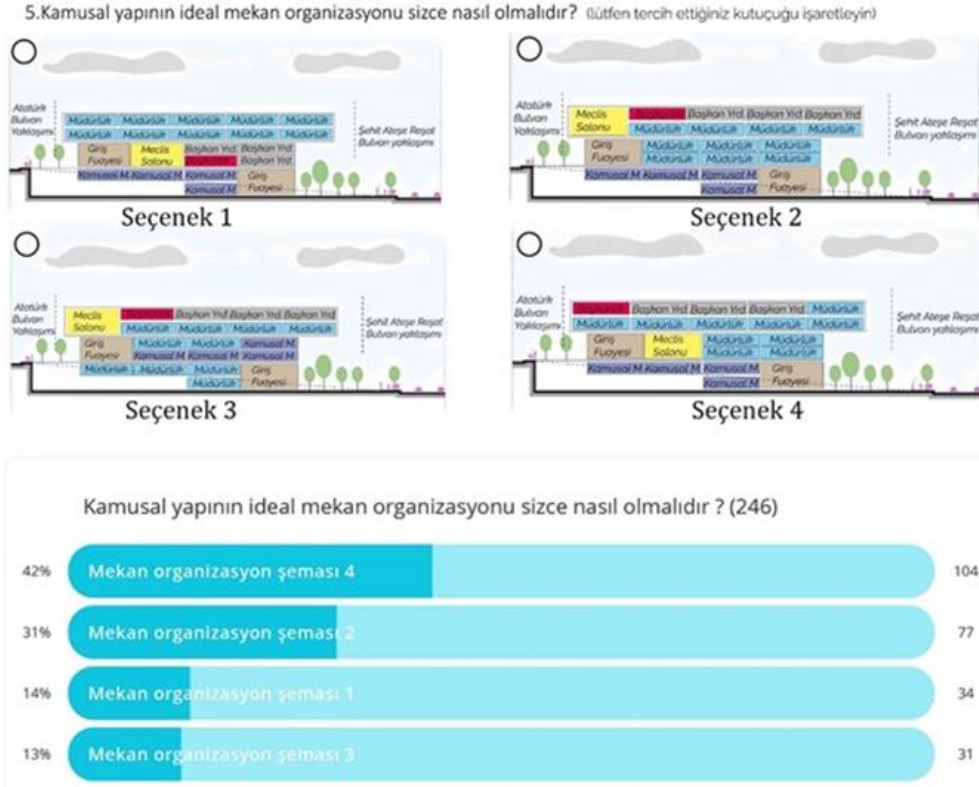 5.Kamusal yapının ideal mekan organizasyonu sizce nasıl olmalıdır? (lütfen tercih ettiğiniz kutucuğu işaretleyin)
Atatürk
Bulvarı
Yaklaşımı
Müdürlük Müdürlük Müdürlük Müdürlük Müdürlük
Müdürlük Müdürlük Müdürlük Müdürlük Müdürlük
Giriş Fuayesi
Meclis Salonu
Başkan Yrd. Başkan Yrd.
Başkan Yrd.
Kamusal M. Kamusal M. Kamusal M.
Kamusal M.
Giriş Fuayesi
Şehit Ateşe Reşat
Bulvarı yaklaşımı
Seçenek 1
Atatürk
Bulvarı
Yaklaşımı
Meclis Salonu
Başkan Yrd Başkan Yrd Başkan Yrd
Müdürlük Müdürlük Müdürlük Müdürlük
Giriş Fuayesi
Müdürlük Müdürlük Müdürlük
Müdürlük Müdürlük Müdürlük
Kamusal M. Kamusal M. Kamusal M.
Kamusal M.
Giriş Fuayesi
Şehit Ateşe Reşat
Bulvarı yaklaşımı
Seçenek 2
Atatürk
Bulvarı
Yaklaşımı
Meclis Salonu
Başkan Yrd Başkan Yrd Başkan Yrd
Müdürlük Müdürlük Müdürlük Müdürlük
Giriş Fuayesi
Müdürlük Müdürlük Kamusal M.
Kamusal M. Kamusal M. Kamusal M.
Müdürlük Müdürlük Müdürlük
Müdürlük
Giriş Fuayesi
Şehit Ateşe Reşat
Bulvarı yaklaşımı
Seçenek 3
Atatürk
Bulvarı
Yaklaşımı
Başkan Yrd Başkan Yrd Başkan Yrd Müdürlük
Müdürlük Müdürlük Müdürlük Müdürlük Müdürlük
Giriş Fuayesi
Meclis Salonu
Müdürlük Müdürlük
Müdürlük Müdürlük
Kamusal M. Kamusal M. Kamusal M.
Kamusal M.
Giriş Fuayesi
Şehit Ateşe Reşat
Bulvarı yaklaşımı
Seçenek 4
Kamusal yapının ideal mekan organizasyonu sizce nasıl olmalıdır ? (246)
42% Mekan organizasyon şeması 4 104
31% Mekan organizasyon şeması 2 77
14% Mekan organizasyon şeması 1 34
13% Mekan organizasyon şeması 3 31